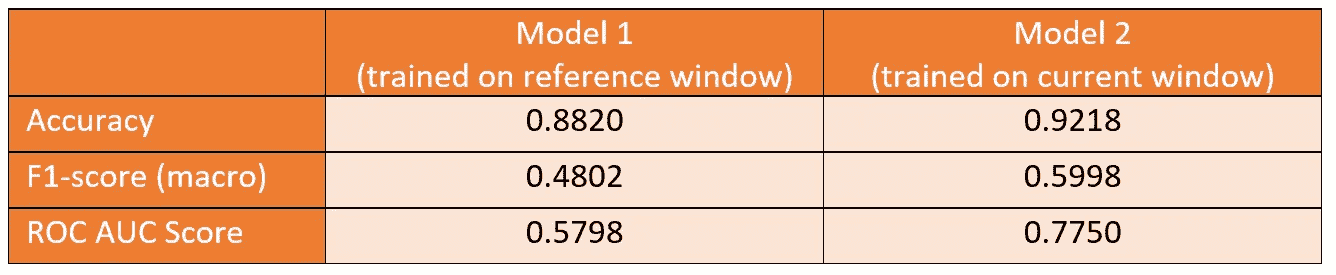 Model 1
(trained on reference window)
Model 2
(trained on current window)
Accuracy 0.8820 0.9218
F1-score (macro) 0.4802 0.5998
ROC AUC Score 0.5798 0.7750